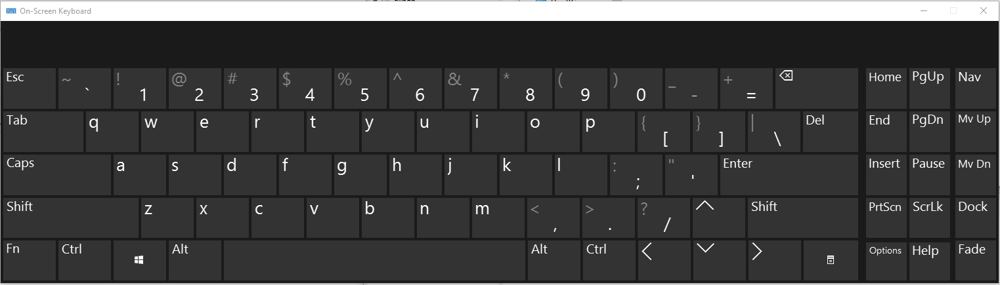 On-Screen Keyboard
Esc ~ ` ! 1 @ 2 # 3 $ 4 % 5 ^ 6 & 7 * 8 ( 9 ) 0 _ - + = Home PgUp Nav
Tab q w e r t y u i o p { [ } ] | \ Del End PgDn Mv Up
Caps a s d f g h j k l : ; " ' Enter Insert Pause Mv Dn
Shift z x c v b n m < , > . ? / Shift PrtScn ScrLk Dock
Fn Ctrl Alt Alt Ctrl Options Help Fade